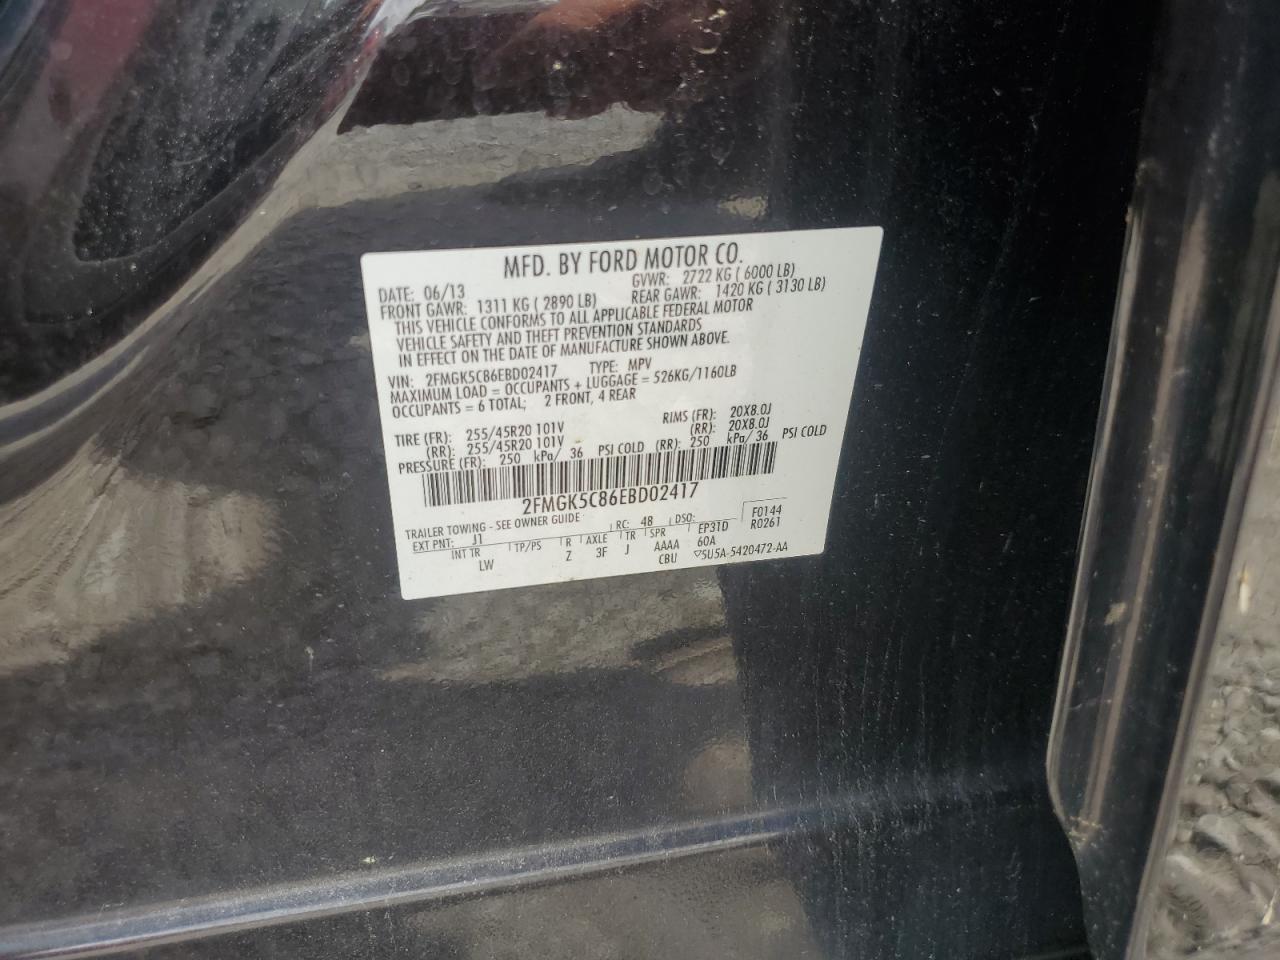 MFD. BY FORD MOTOR CO.
DATE: 06/13 GVWR: 2722 KG ( 6000 LB)
FRONT GAWR: 1311 KG ( 2890 LB) REAR GAWR: 1420 KG ( 3130 LB)
THIS VEHICLE CONFORMS TO ALL APPLICABLE FEDERAL MOTOR
VEHICLE SAFETY AND THEFT PREVENTION STANDARDS
IN EFFECT ON THE DATE OF MANUFACTURE SHOWN ABOVE.
VIN: 2FMGK5C86EBD02417 TYPE: MPV
MAXIMUM LOAD = OCCUPANTS + LUGGAGE = 526KG/1160LB
OCCUPANTS = 6 TOTAL; 2 FRONT, 4 REAR
TIRE (FR): 255/45R20 101V RIMS (FR): 20X8.0J
(RR): 255/45R20 101V (RR): 20X8.0J
PRESSURE (FR): 250 kPa/ 36 PSI COLD (RR): 250 kPa/ 36 PSI COLD
2FMGK5C86EBD02417
TRAILER TOWING - SEE OWNER GUIDE
EXT PNT: J1 RC: 48 DSO: EP31D F0144
INT TR TP/PS R AXLE TR SPR 60A R0261
LW Z 3F J AAAA
CBU ▽5U5A-5420472-AA